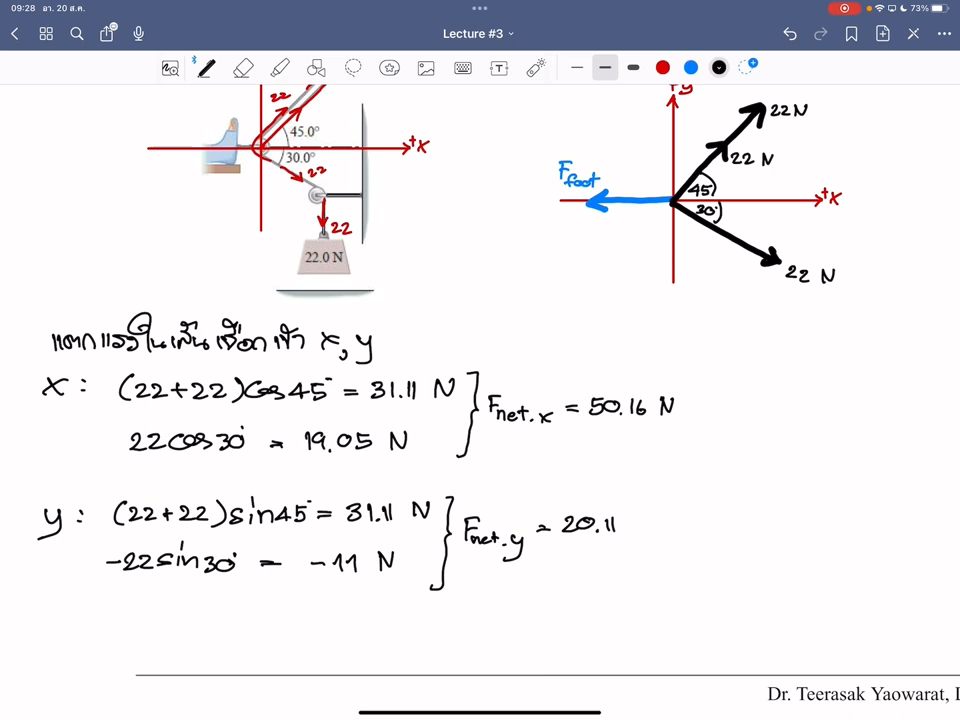 09:28 อา. 20 ส.ค.
73%
Lecture #3
+y
22
22 N
45.0°
+x
22 N
30.0°
22
F foot
45°
+x
30°
22
22.0 N
22 N
แตกแรงในเส้นเชือกเข้า x, y
x : (22+22)cos45° = 31.11 N
F net.x = 50.16 N
22cos30° = 19.05 N
y : (22+22)sin45° = 31.11 N
F net.y = 20.11
-22sin30° = -11 N
Dr. Teerasak Yaowarat,